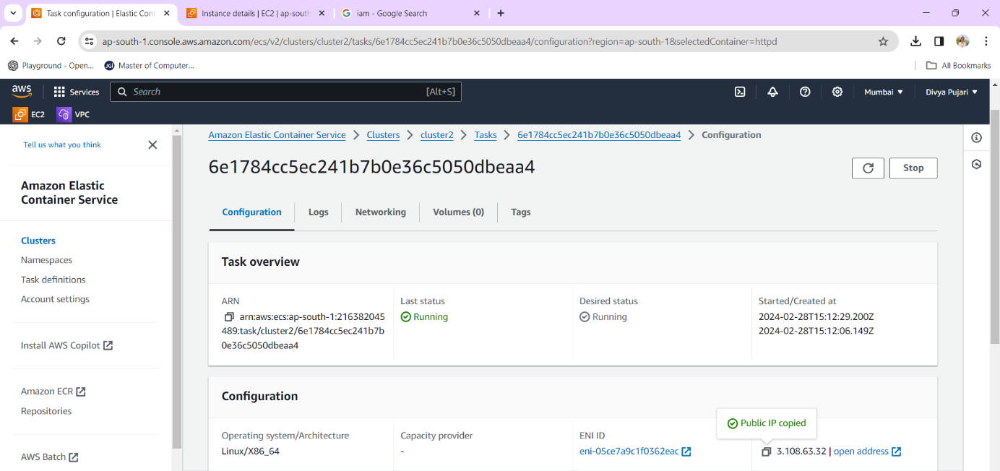 Task configuration | Elastic Cont
Instance details | EC2 | ap-south
iam - Google Search
ap-south-1.console.aws.amazon.com/ecs/v2/clusters/cluster2/tasks/6e1784cc5ec241b7b0e36c5050dbeaa4/configuration?region=ap-south-1&selectedContainer=httpd
Playground - Open...
JGI Master of Computer...
All Bookmarks
aws
Services
Search
[Alt+S]
Mumbai
Divya Pujari
EC2
VPC
Tell us what you think
Amazon Elastic
Container Service
Clusters
Namespaces
Task definitions
Account settings
Install AWS Copilot
Amazon ECR
Repositories
AWS Batch
Amazon Elastic Container Service > Clusters > cluster2 > Tasks > 6e1784cc5ec241b7b0e36c5050dbeaa4 > Configuration
6e1784cc5ec241b7b0e36c5050dbeaa4
Stop
Configuration
Logs
Networking
Volumes (0)
Tags
Task overview
ARN
arn:aws:ecs:ap-south-1:216382045
489:task/cluster2/6e1784cc5ec241b7b
0e36c5050dbeaa4
Last status
Running
Desired status
Running
Started/Created at
2024-02-28T15:12:29.200Z
2024-02-28T15:12:06.149Z
Configuration
Operating system/Architecture
Linux/X86_64
Capacity provider
-
ENI ID
eni-05ce7a9c1f0362eac
Public IP copied
3.108.63.32 | open address